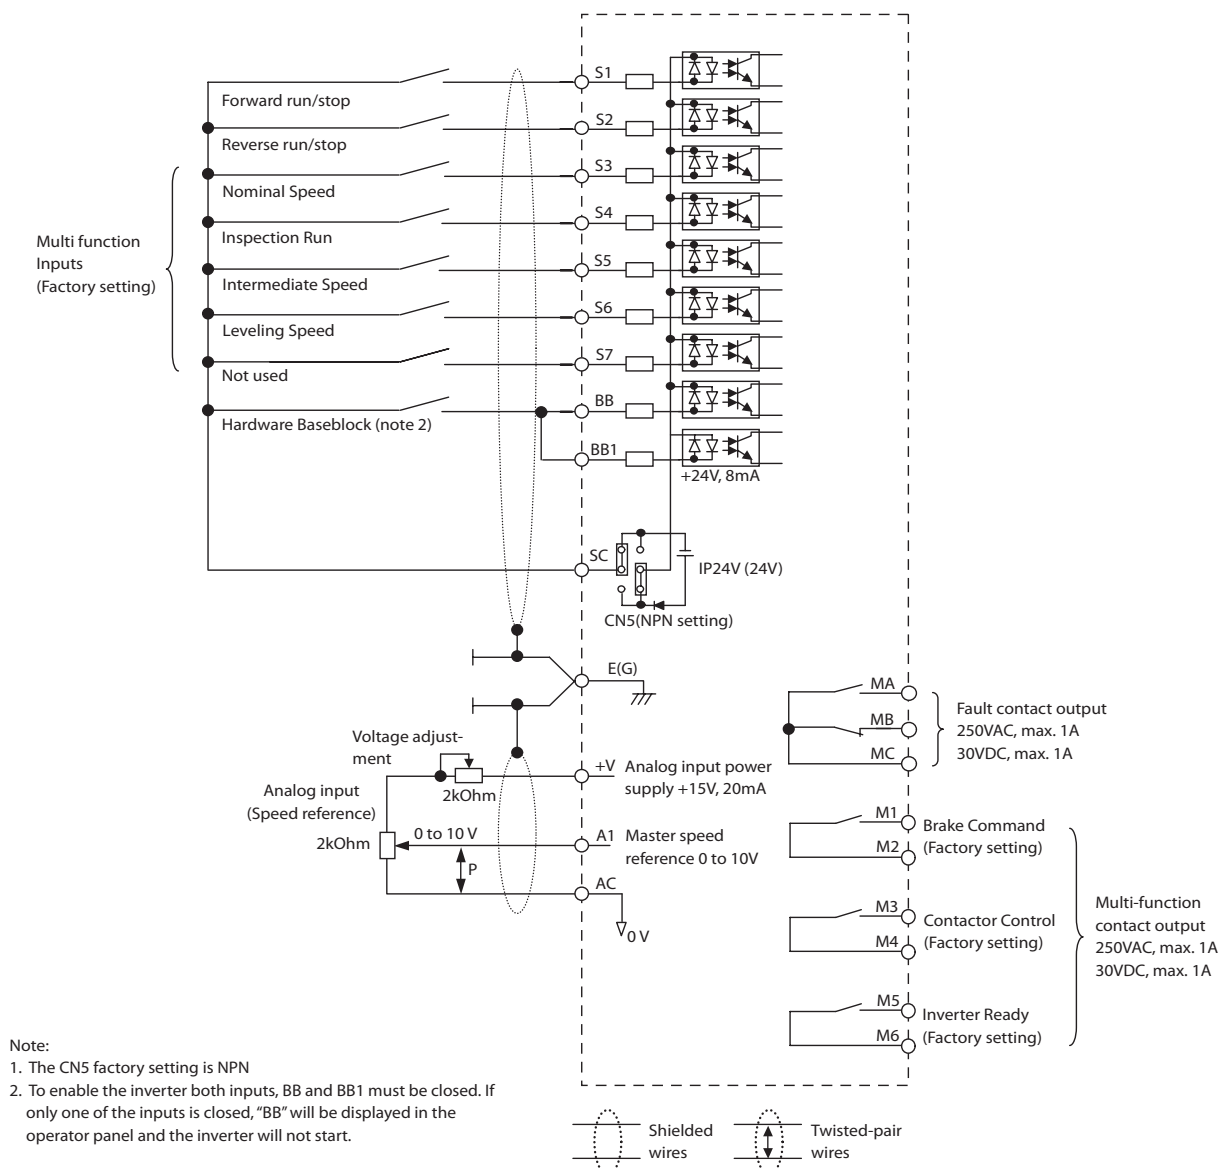 S1
Forward run/stop
S2
Reverse run/stop
S3
Nominal Speed
S4
Inspection Run
Multi function
Inputs
(Factory setting)
S5
Intermediate Speed
S6
Leveling Speed
S7
Not used
BB
Hardware Baseblock (note 2)
BB1
+24V, 8mA
SC
IP24V (24V)
CN5(NPN setting)
E(G)
MA
MB
MC
Fault contact output
250VAC, max. 1A
30VDC, max. 1A
Voltage adjust-
ment
+V
Analog input power
supply +15V, 20mA
2kOhm
Analog input
(Speed reference)
2kOhm
0 to 10 V
A1
Master speed
reference 0 to 10V
P
AC
0 V
M1
M2
Brake Command
(Factory setting)
M3
M4
Contactor Control
(Factory setting)
Multi-function
contact output
250VAC, max. 1A
30VDC, max. 1A
M5
M6
Inverter Ready
(Factory setting)
Note:
1. The CN5 factory setting is NPN
2. To enable the inverter both inputs, BB and BB1 must be closed. If
only one of the inputs is closed, "BB" will be displayed in the
operator panel and the inverter will not start.
Shielded
wires
Twisted-pair
wires